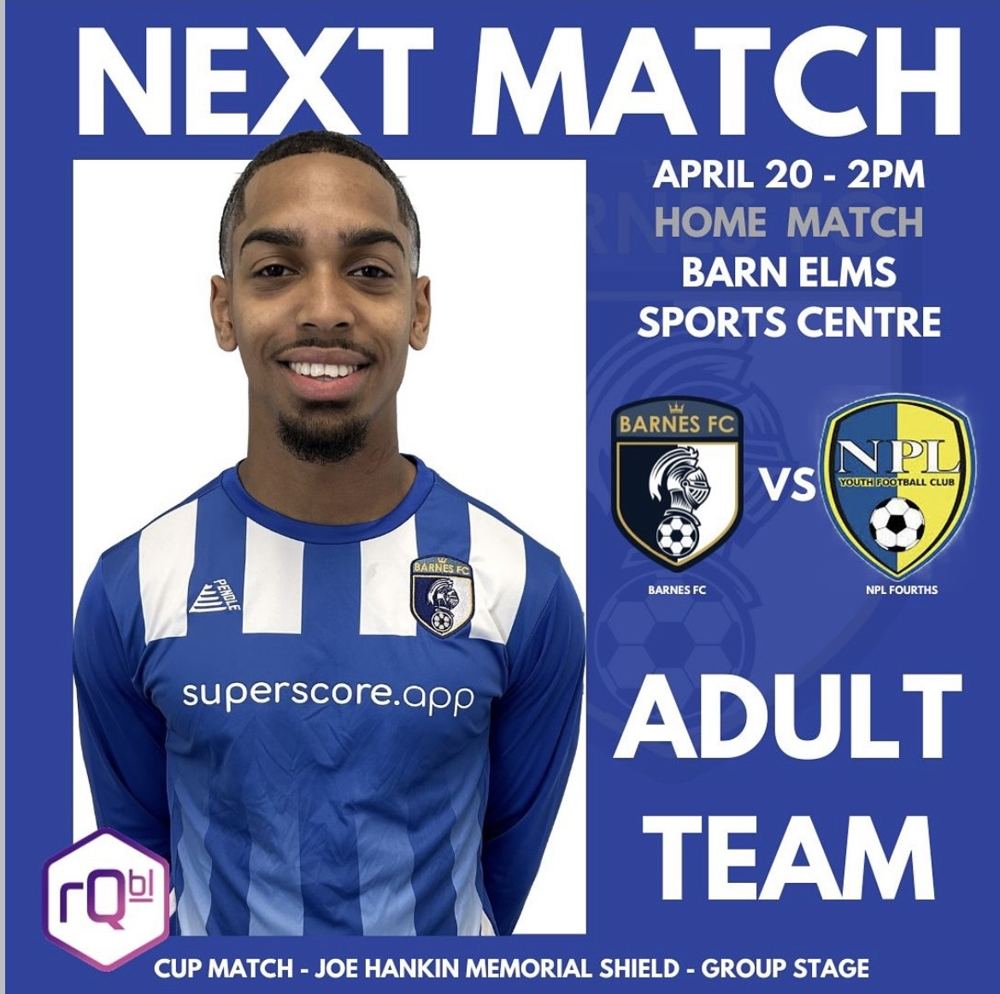 NEXT MATCH
APRIL 20 - 2PM
HOME MATCH
BARN ELMS
SPORTS CENTRE
BARNES FC
VS
NPL
YOUTH FOOTBALL CLUB
BARNES FC
NPL FOURTHS
PENDLE
BARNES FC
superscore.app
ADULT
TEAM
rQbl
CUP MATCH - JOE HANKIN MEMORIAL SHIELD - GROUP STAGE